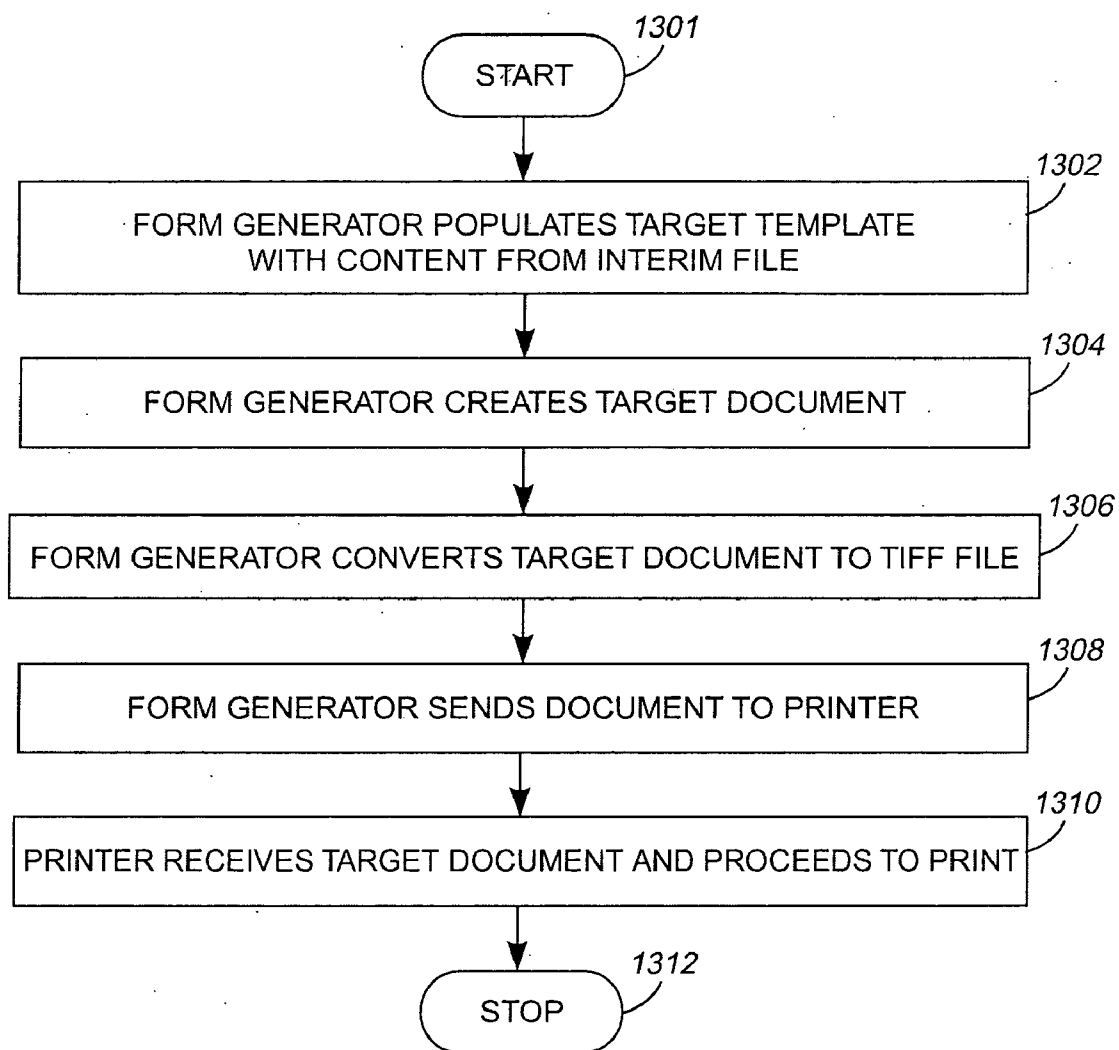 1301
START
1302
FORM GENERATOR POPULATES TARGET TEMPLATE
WITH CONTENT FROM INTERIM FILE
1304
FORM GENERATOR CREATES TARGET DOCUMENT
1306
FORM GENERATOR CONVERTS TARGET DOCUMENT TO TIFF FILE
1308
FORM GENERATOR SENDS DOCUMENT TO PRINTER
1310
PRINTER RECEIVES TARGET DOCUMENT AND PROCEEDS TO PRINT
1312
STOP